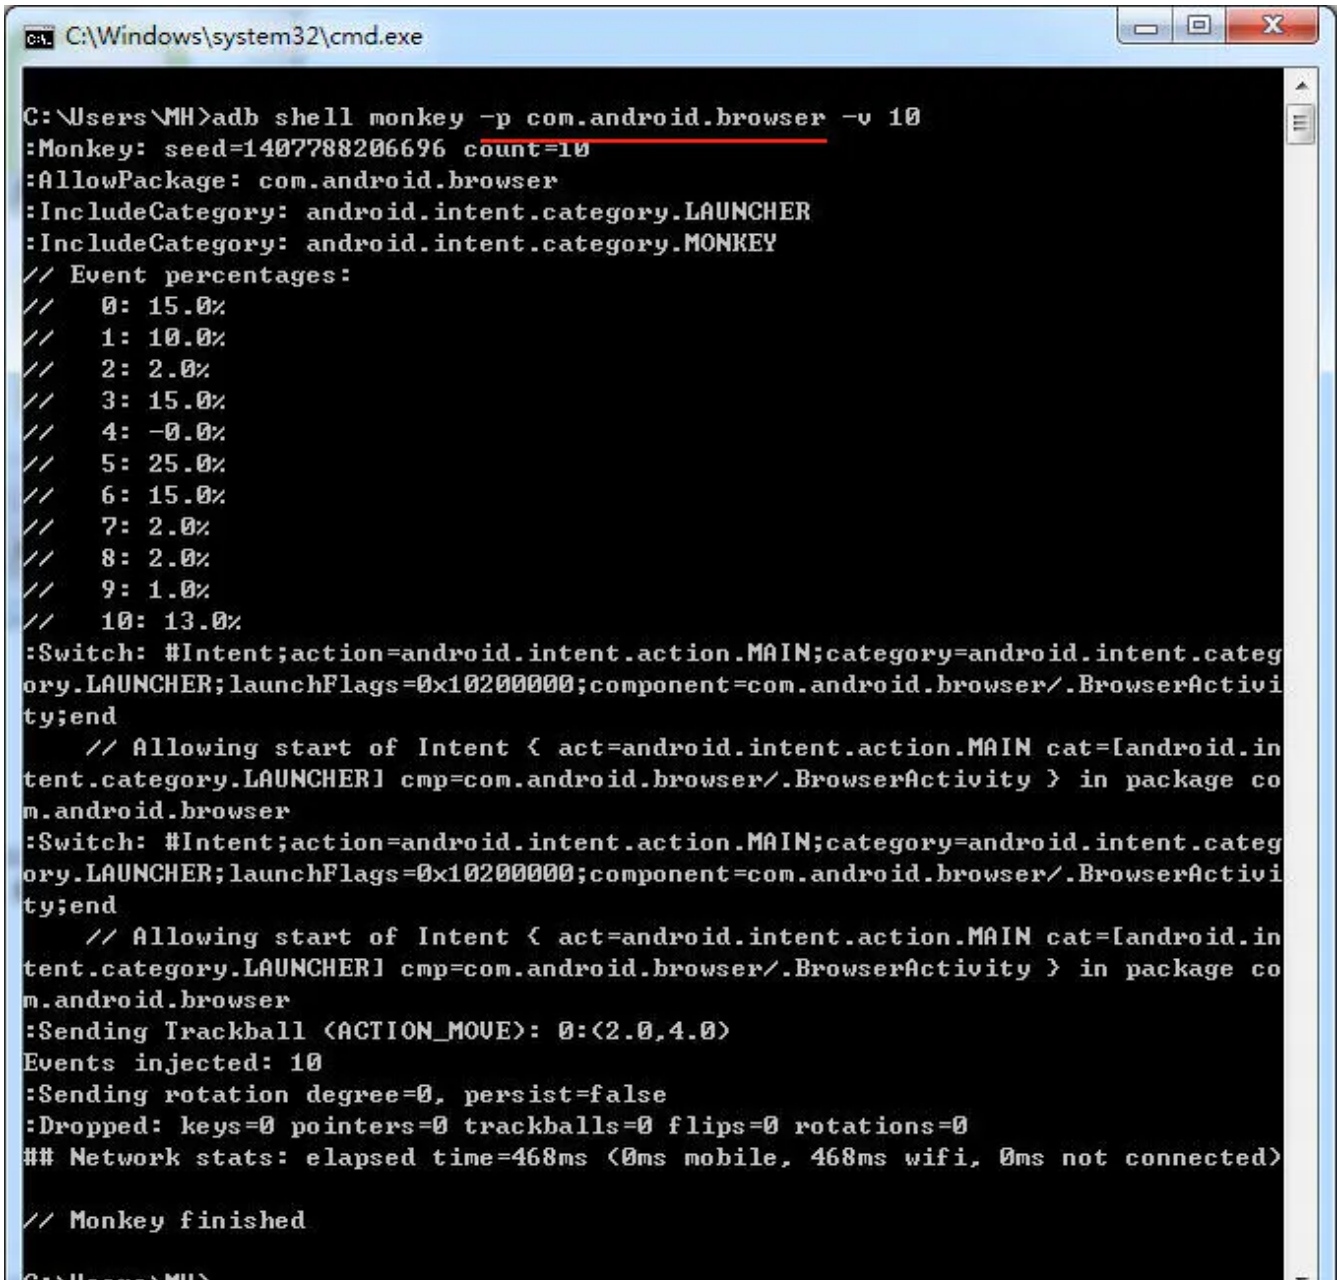 C:\Windows\system32\cmd.exe
C:\Users\MH>adb shell monkey -p com.android.browser -v 10
:Monkey: seed=1407788206696 count=10
:AllowPackage: com.android.browser
:IncludeCategory: android.intent.category.LAUNCHER
:IncludeCategory: android.intent.category.MONKEY
// Event percentages:
//   0: 15.0%
//   1: 10.0%
//   2: 2.0%
//   3: 15.0%
//   4: -0.0%
//   5: 25.0%
//   6: 15.0%
//   7: 2.0%
//   8: 2.0%
//   9: 1.0%
//   10: 13.0%
:Switch: #Intent;action=android.intent.action.MAIN;category=android.intent.categ
ory.LAUNCHER;launchFlags=0x10200000;component=com.android.browser/.BrowserActivi
ty;end
    // Allowing start of Intent { act=android.intent.action.MAIN cat=[android.in
tent.category.LAUNCHER] cmp=com.android.browser/.BrowserActivity } in package co
m.android.browser
:Switch: #Intent;action=android.intent.action.MAIN;category=android.intent.categ
ory.LAUNCHER;launchFlags=0x10200000;component=com.android.browser/.BrowserActivi
ty;end
    // Allowing start of Intent { act=android.intent.action.MAIN cat=[android.in
tent.category.LAUNCHER] cmp=com.android.browser/.BrowserActivity } in package co
m.android.browser
:Sending Trackball (ACTION_MOVE): 0:(2.0,4.0)
Events injected: 10
:Sending rotation degree=0, persist=false
:Dropped: keys=0 pointers=0 trackballs=0 flips=0 rotations=0
## Network stats: elapsed time=468ms (0ms mobile, 468ms wifi, 0ms not connected)
// Monkey finished
C:\Users\MH>